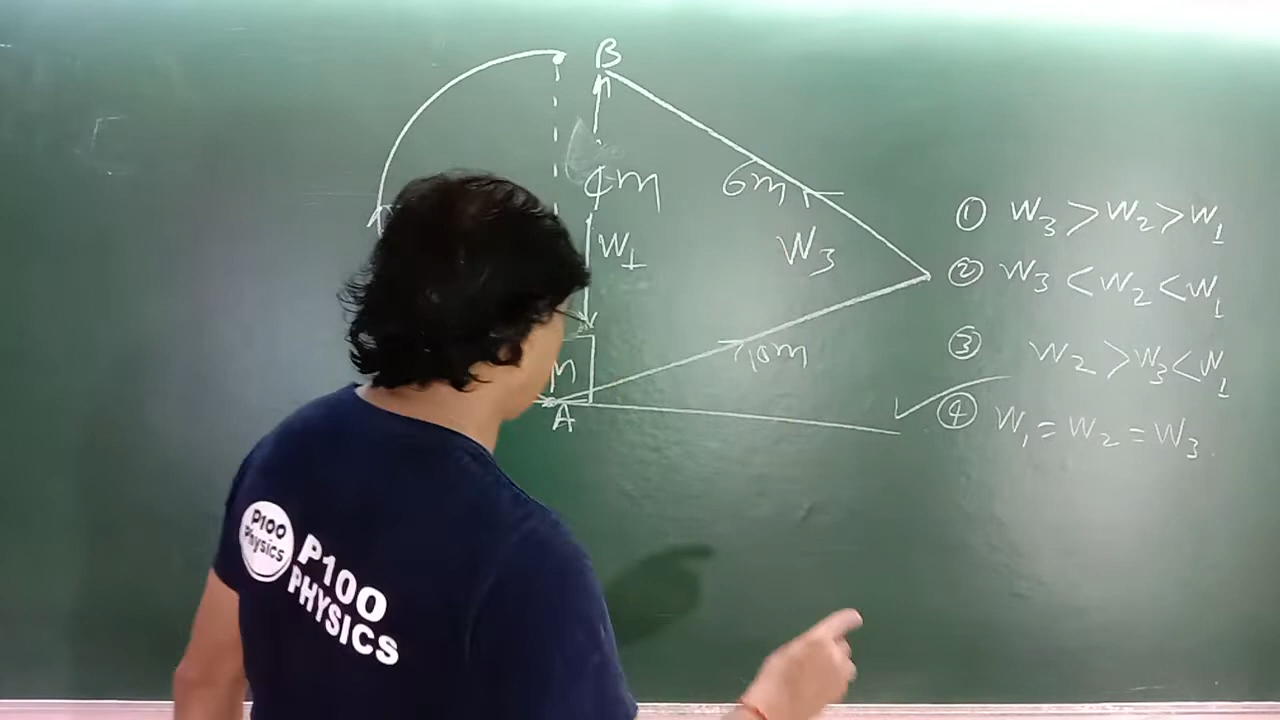 B
4m
6m
W1
W3
10m
m
A
① W3 > W2 > W1
② W3 < W2 < W1
③ W2 > W3 < W1
④ W1 = W2 = W3
P100
Physics
P100
PHYSICS